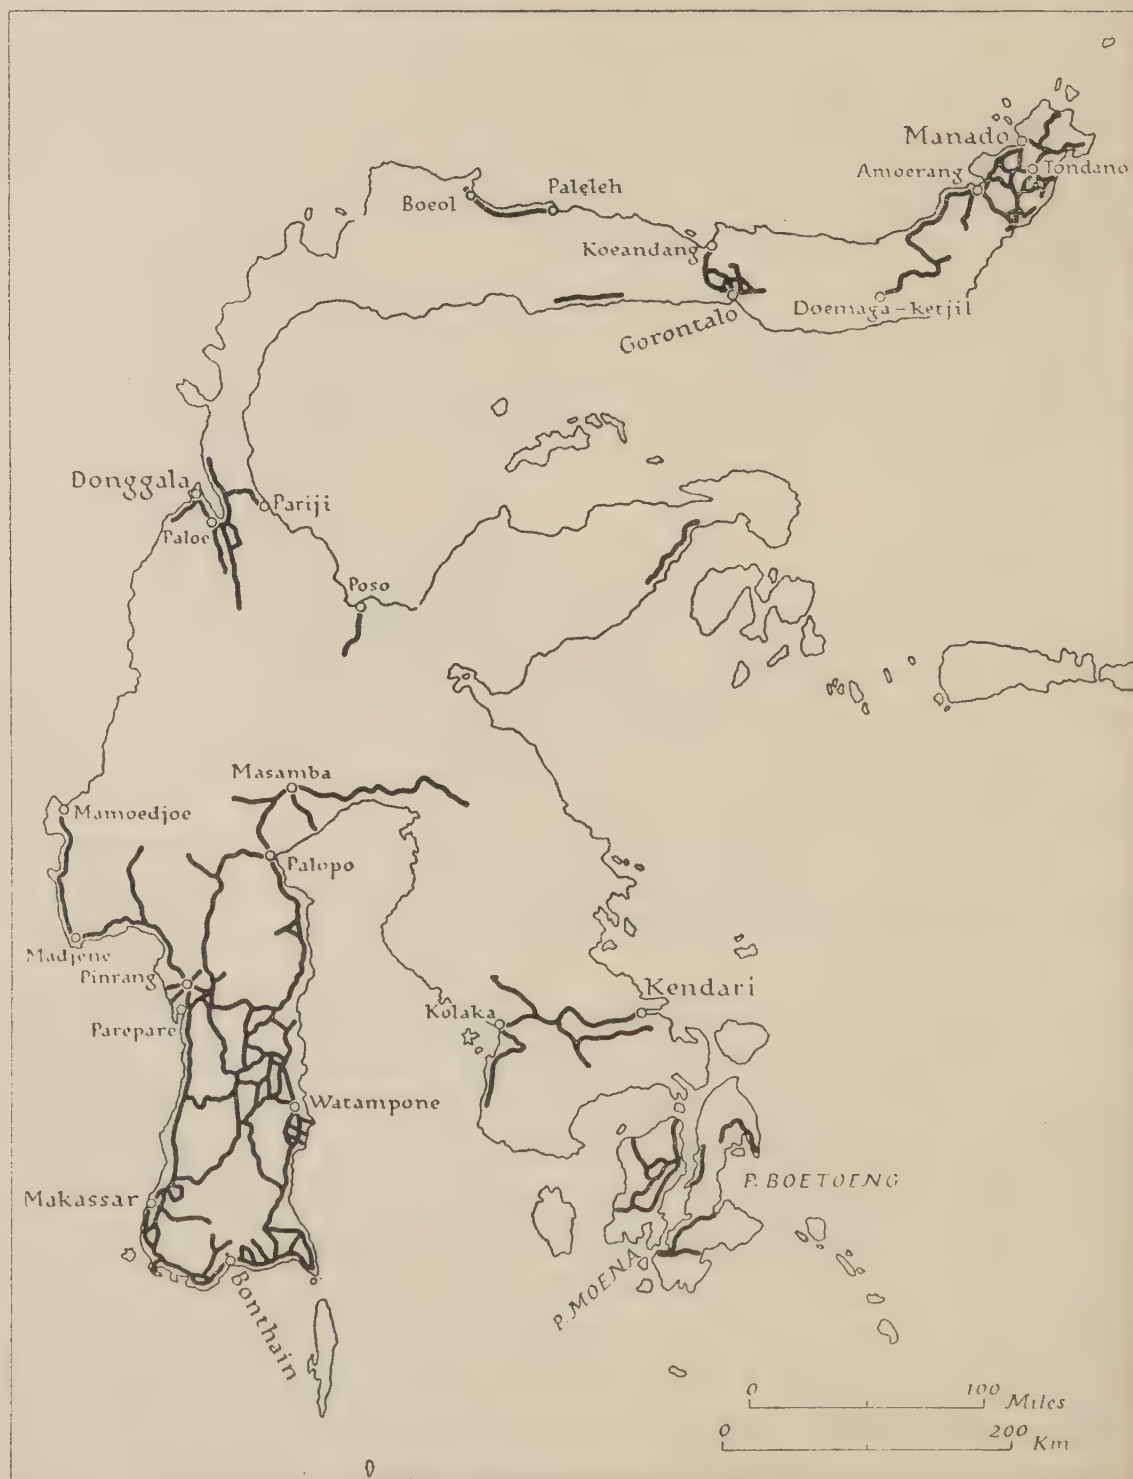 Manado
Amoerang
Tondano
Paleleh
Boeol
Koeandang
Doemaga-ketjil
Gorontalo
Donggala
Pariji
Paloe
Poso
Masamba
Mamoedjoe
Palopo
Madjene
Pinrang
Kendari
Kolaka
Parepare
Watampone
P. BOETOENG
Makassar
P. MOENA
Bonthain
0 100 Miles
0 200 Km